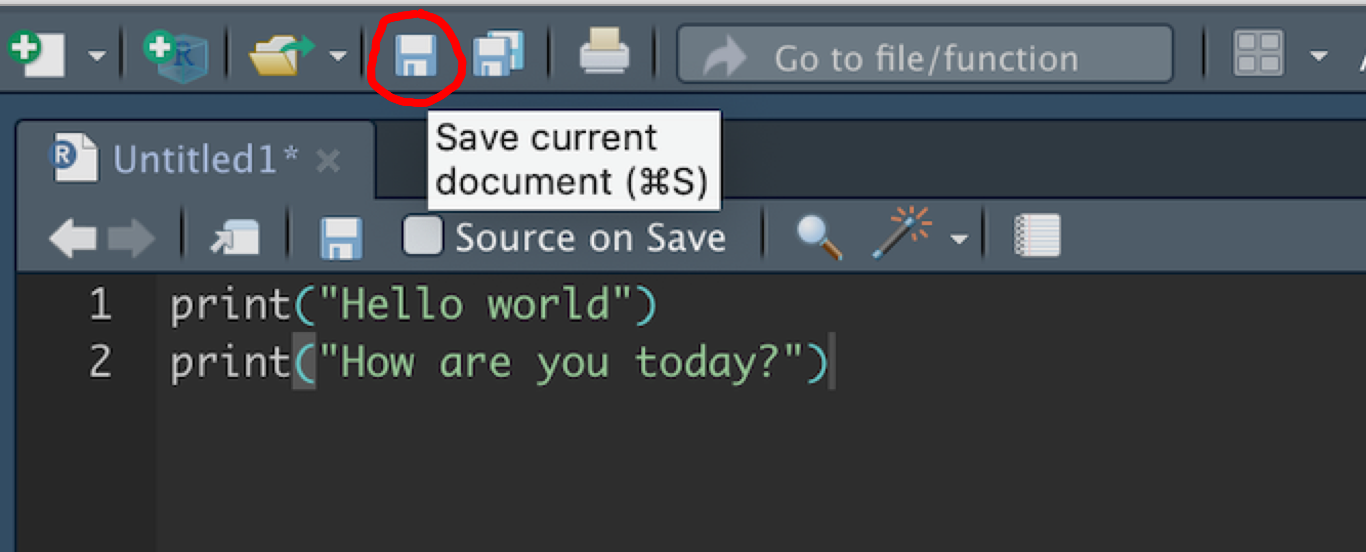 R
Go to file/function
R Untitled1*
Save current
document (⌘S)
Source on Save
1 print("Hello world")
2 print("How are you today?")